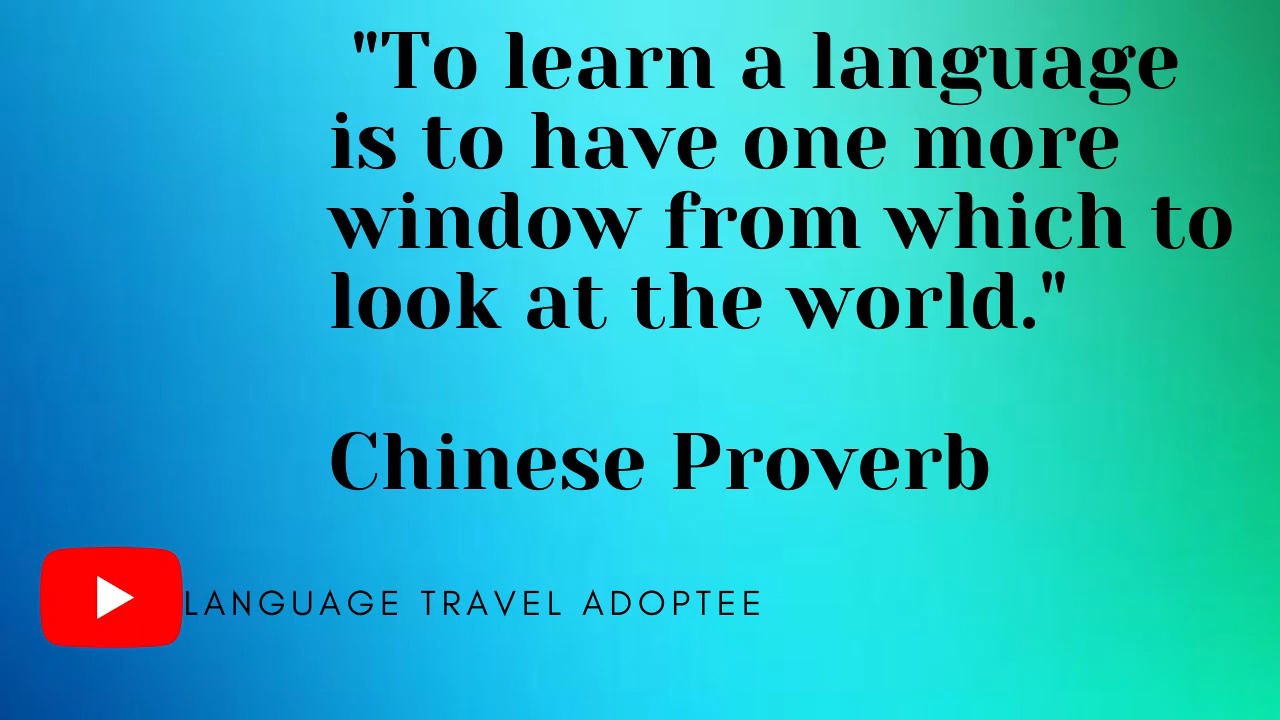 "To learn a language
is to have one more
window from which to
look at the world."
Chinese Proverb
LANGUAGE TRAVEL ADOPTEE